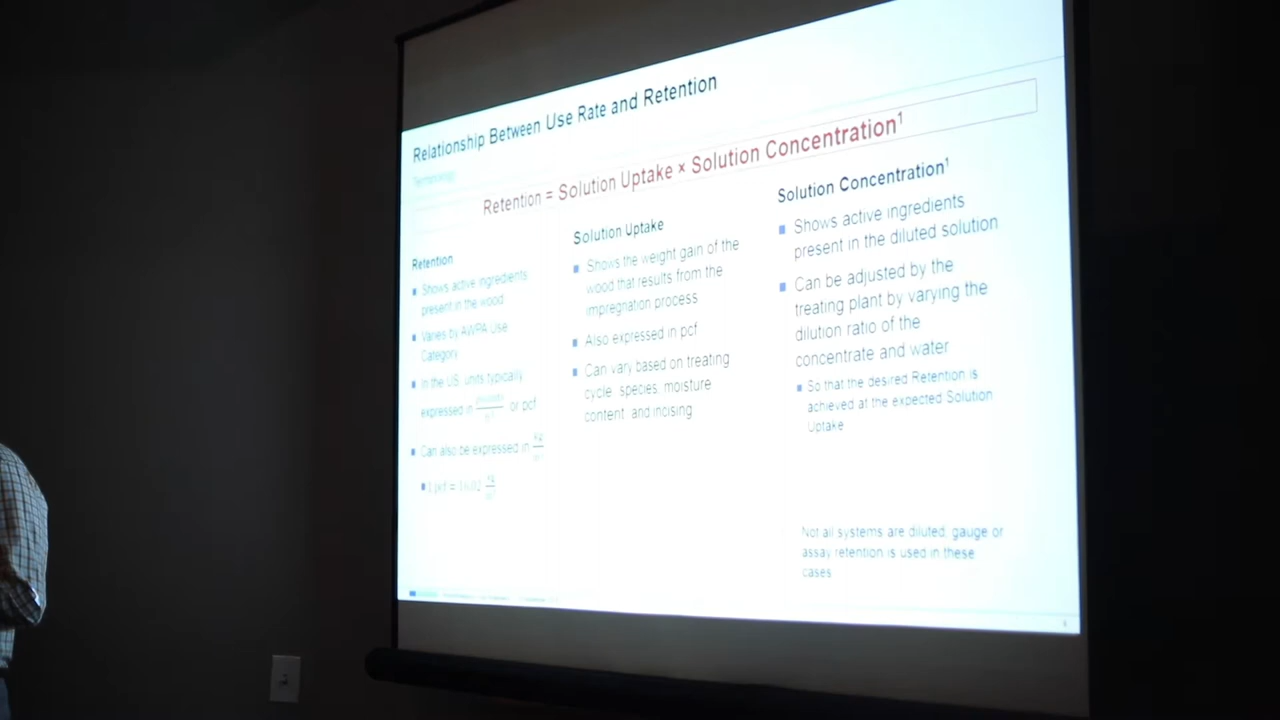 Relationship Between Use Rate and Retention
Terminology
Retention = Solution Uptake × Solution Concentration¹
Retention
Shows active ingredients
present in the wood
Varies by AWPA Use
Category
In the US, units typically
expressed in or pcf
Can also be expressed in kg
1 pcf = kg
Solution Uptake
Shows the weight gain of the
wood that results from the
impregnation process
Also expressed in pcf
Can vary based on treating
cycle, species, moisture
content, and incising
Solution Concentration¹
Shows active ingredients
present in the diluted solution
Can be adjusted by the
treating plant by varying the
dilution ratio of the
concentrate and water
So that the desired Retention is
achieved at the expected Solution
Uptake
Not all systems are diluted, gauge or
assay retention is used in these
cases